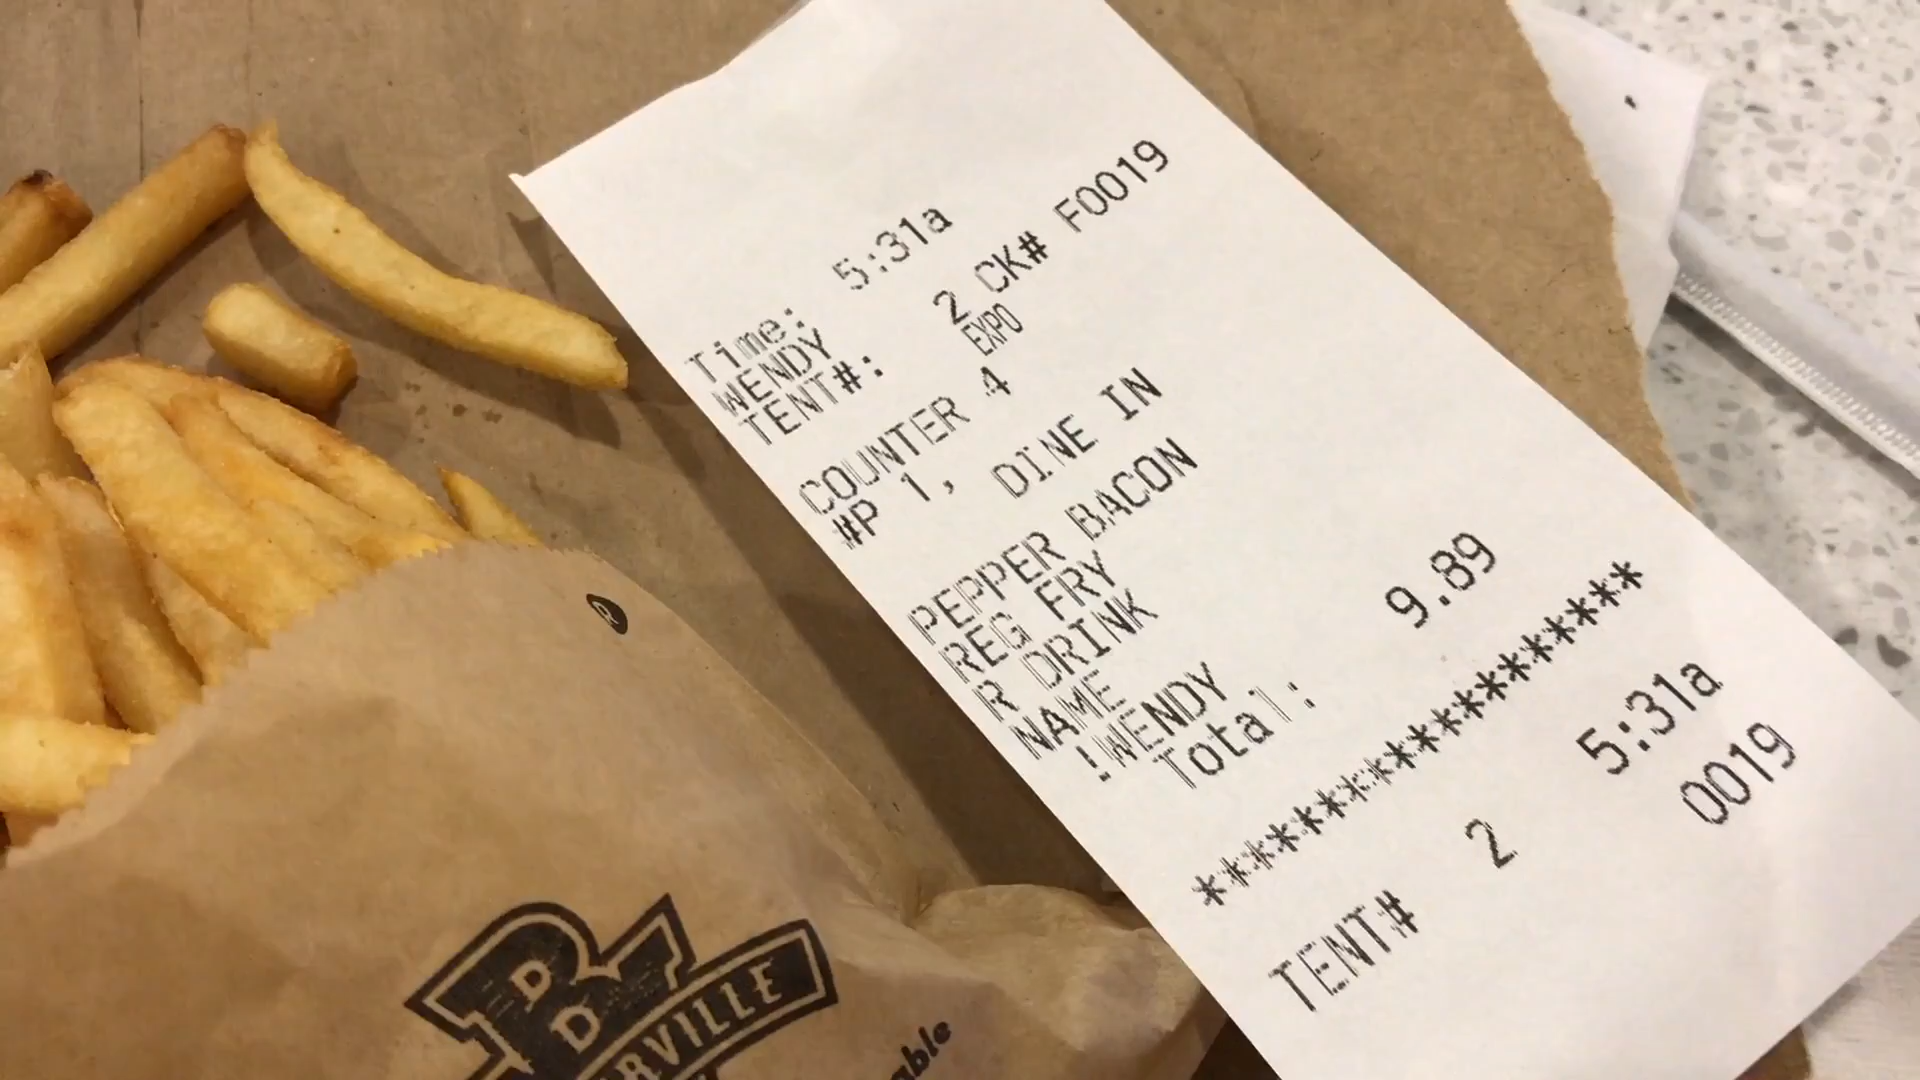 Time: 5:31a
WENDY 2 CK# F0019
TENT#: EXPO
COUNTER 4
#P 1, DINE IN
PEPPER BACON
REG FRY
R DRINK
NAME
!WENDY
Total: 9.89
********************
5:31a
TENT# 2 0019
R
B
D
D
RVILLE
able